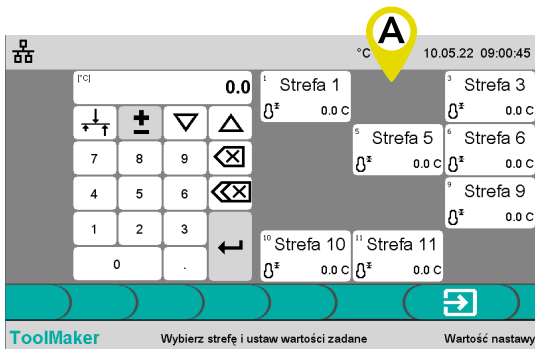 A
°C 10.05.22 09:00:45
[°C] 0.0
7 8 9
4 5 6
1 2 3
0 .
1 Strefa 1
0.0 C
3 Strefa 3
0.0 C
5 Strefa 5
0.0 C
6 Strefa 6
0.0 C
9 Strefa 9
0.0 C
10 Strefa 10
0.0 C
11 Strefa 11
0.0 C
ToolMaker Wybierz strefę i ustaw wartości zadane Wartość nastawy